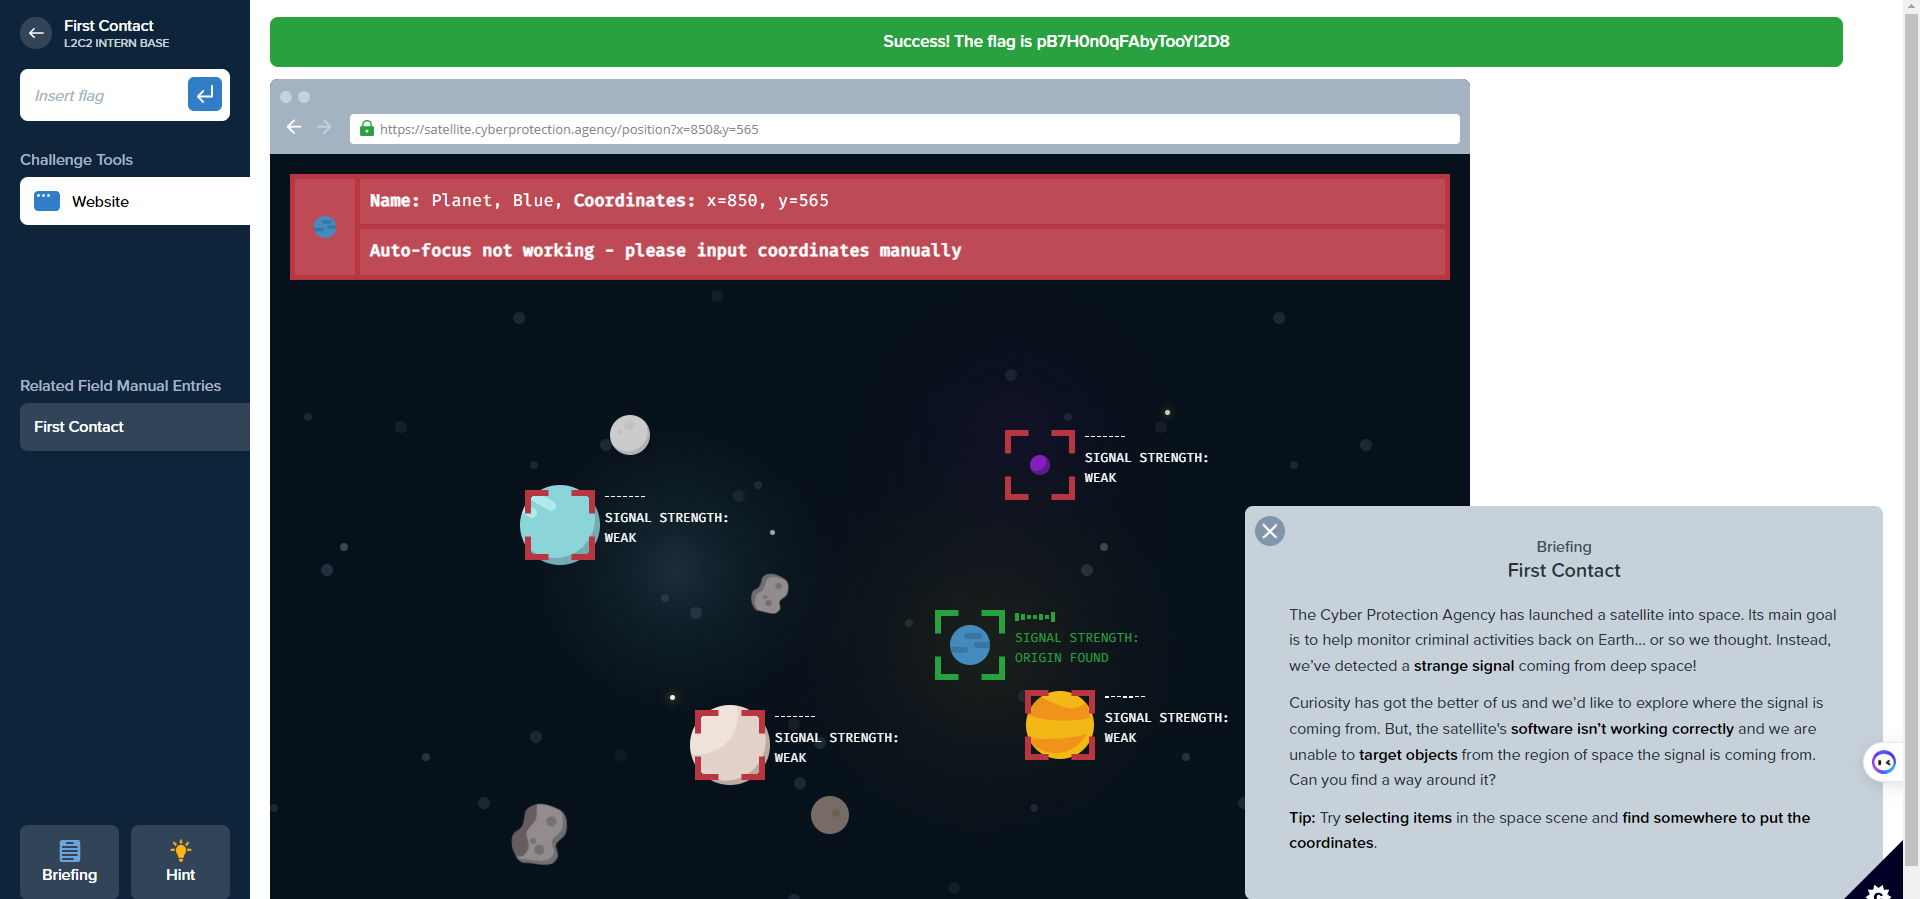 First Contact
L2C2 INTERN BASE
Insert flag
Challenge Tools
Website
Related Field Manual Entries
First Contact
Briefing
Hint
Success! The flag is pB7H0n0qFAbyTooYl2D8
https://satellite.cyberprotection.agency/position?x=850&y=565
Name: Planet, Blue, Coordinates: x=850, y=565
Auto-focus not working - please input coordinates manually
SIGNAL STRENGTH:
WEAK
SIGNAL STRENGTH:
WEAK
SIGNAL STRENGTH:
ORIGIN FOUND
SIGNAL STRENGTH:
WEAK
SIGNAL STRENGTH:
WEAK
Briefing
First Contact
The Cyber Protection Agency has launched a satellite into space. Its main goal
is to help monitor criminal activities back on Earth... or so we thought. Instead,
we've detected a strange signal coming from deep space!
Curiosity has got the better of us and we'd like to explore where the signal is
coming from. But, the satellite's software isn't working correctly and we are
unable to target objects from the region of space the signal is coming from.
Can you find a way around it?
Tip: Try selecting items in the space scene and find somewhere to put the
coordinates.